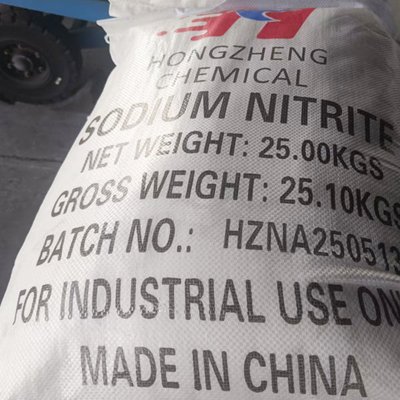 HONGZHENG
CHEMICAL
SODIUM NITRITE
NET WEIGHT: 25.00KGS
GROSS WEIGHT: 25.10KGS
BATCH NO.: HZNA250513
FOR INDUSTRIAL USE ON
MADE IN CHINA